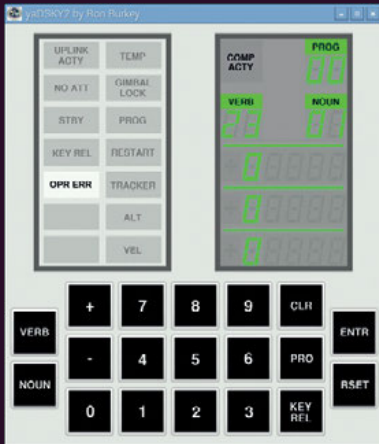 yaDSKY2 by Ron Burkey
UPLINK ACTY TEMP
NO ATT GIMBAL LOCK
STBY PROG
KEY REL RESTART
OPR ERR TRACKER
ALT
VEL
COMP ACTY
PROG
VERB NOUN
+ 7 8 9 CLR
VERB ENTR
- 4 5 6 PRO
NOUN RSET
0 1 2 3 KEY REL